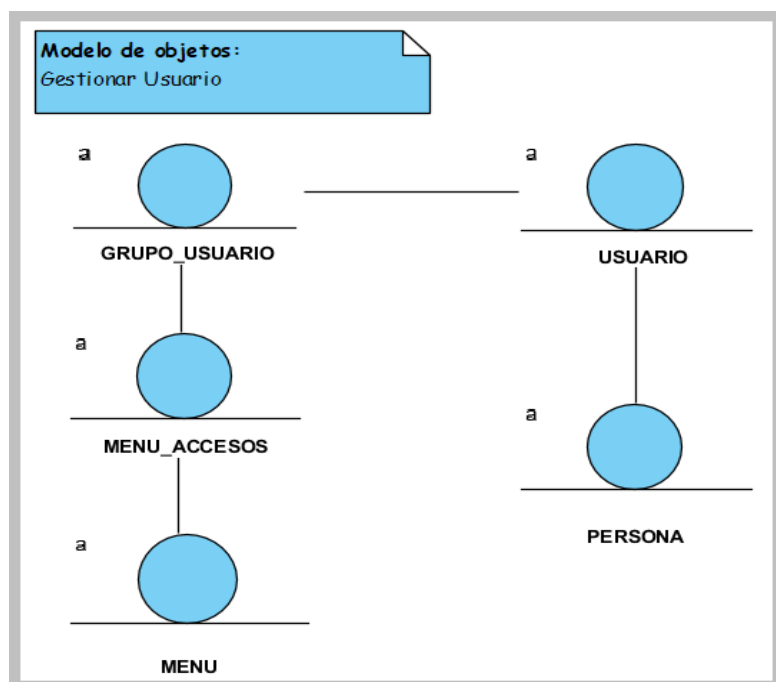 Modelo de objetos:
Gestionar Usuario
a
a
GRUPO_USUARIO
USUARIO
a
MENU_ACCESOS
a
PERSONA
a
MENU